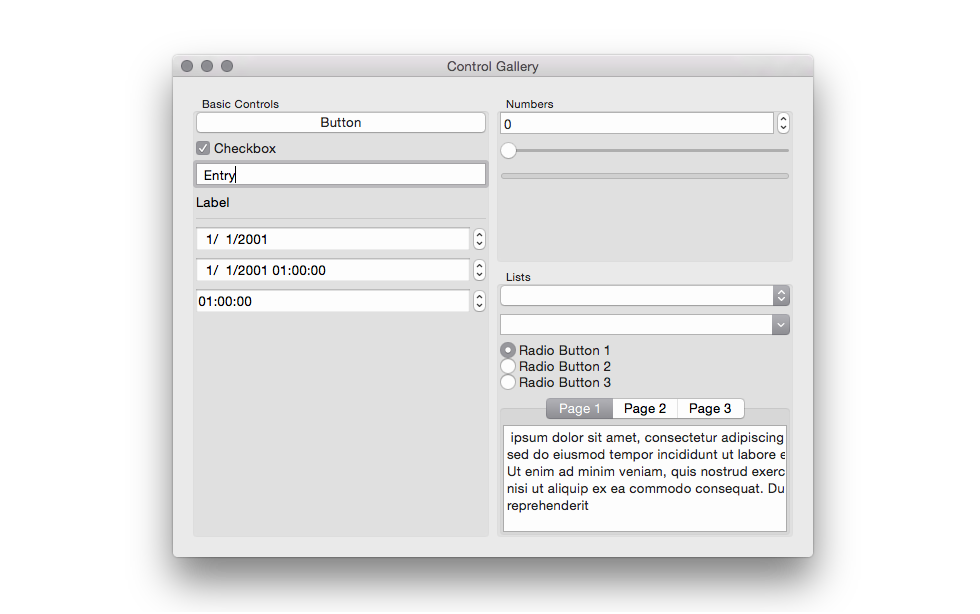 Control Gallery
Basic Controls
Button
Checkbox
Entry
Label
1/ 1/2001
1/ 1/2001 01:00:00
01:00:00
Numbers
0
Lists
Radio Button 1
Radio Button 2
Radio Button 3
Page 1 Page 2 Page 3
ipsum dolor sit amet, consectetur adipiscing
sed do eiusmod tempor incididunt ut labore e
Ut enim ad minim veniam, quis nostrud exerc
nisi ut aliquip ex ea commodo consequat. Du
reprehenderit